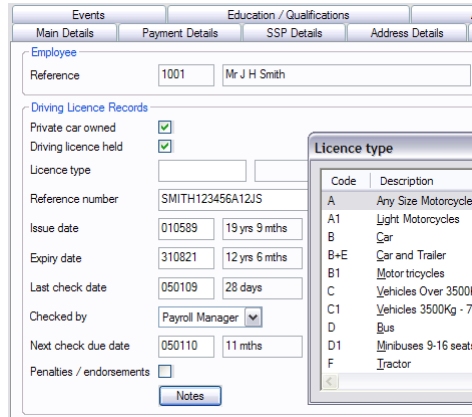 Events Education / Qualifications
Main Details Payment Details SSP Details Address Details
Employee
Reference 1001 Mr J H Smith
Driving Licence Records
Private car owned
Driving licence held
Licence type
Reference number SMITH123456A12JS
Issue date 010589 19 yrs 9 mths
Expiry date 310821 12 yrs 6 mths
Last check date 050109 28 days
Checked by Payroll Manager
Next check due date 050110 11 mths
Penalties / endorsements
Notes
Licence type
Code Description
A Any Size Motorcycle
A1 Light Motorcycles
B Car
B+E Car and Trailer
B1 Motor tricycles
C Vehicles Over 3500
C1 Vehicles 3500Kg - 7
D Bus
D1 Minibuses 9-16 seats
F Tractor